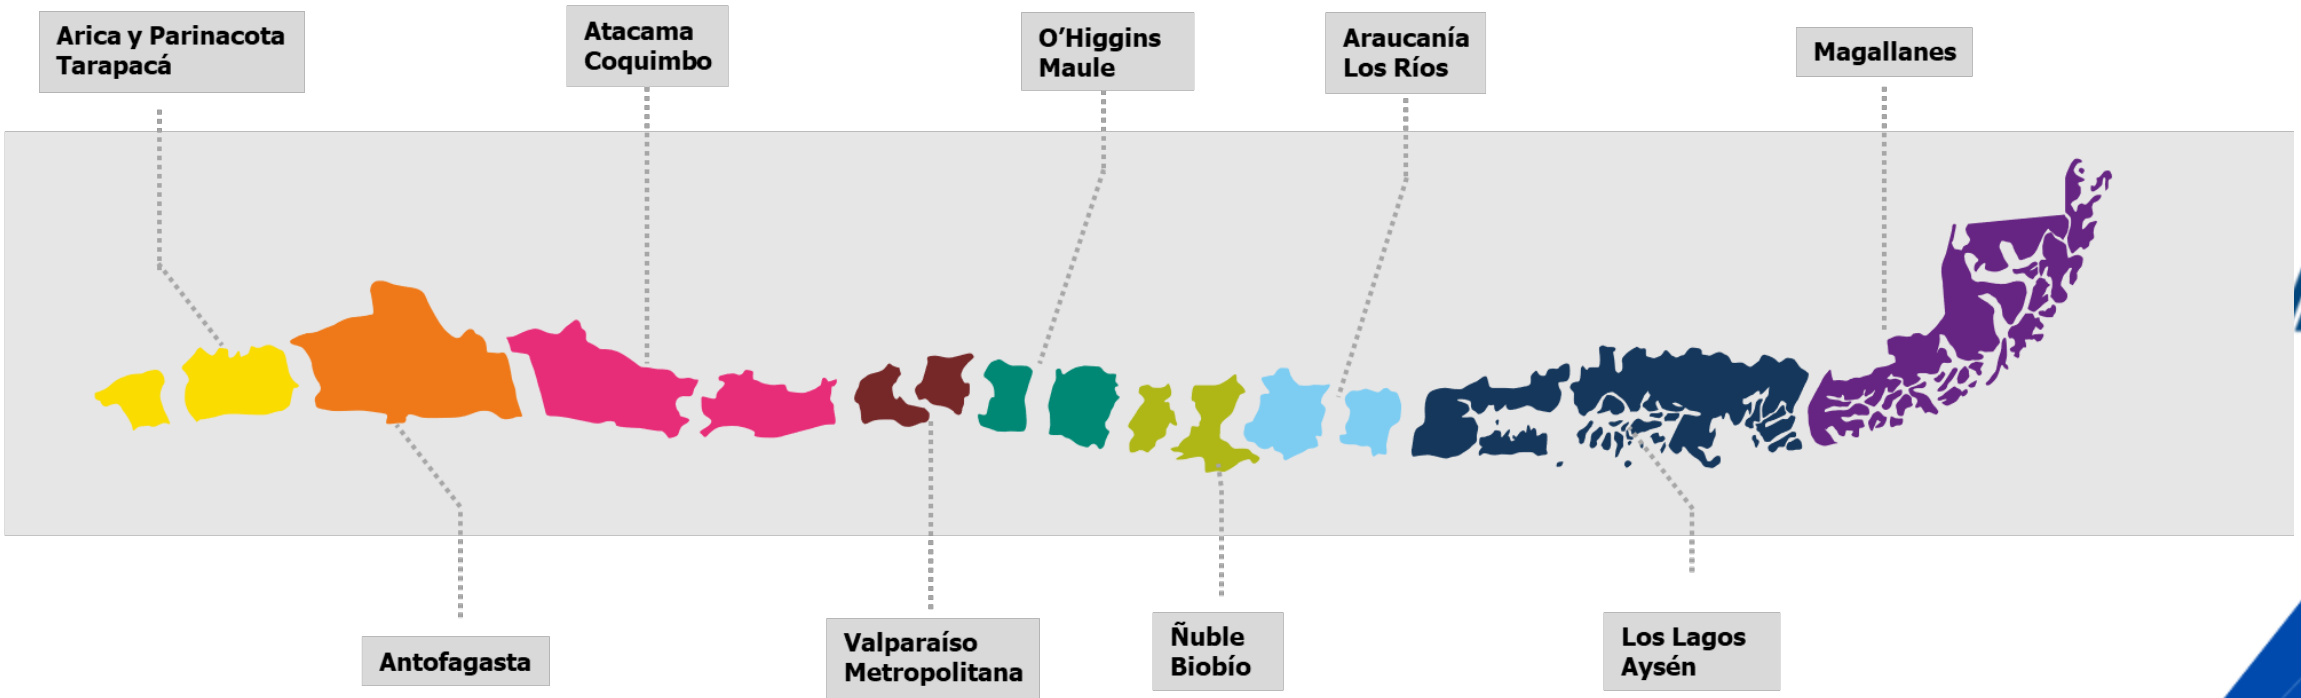 Arica y Parinacota
Tarapacá
Atacama
Coquimbo
O’Higgins
Maule
Araucanía
Los Ríos
Magallanes
Antofagasta
Valparaíso
Metropolitana
Ñuble
Biobío
Los Lagos
Aysén